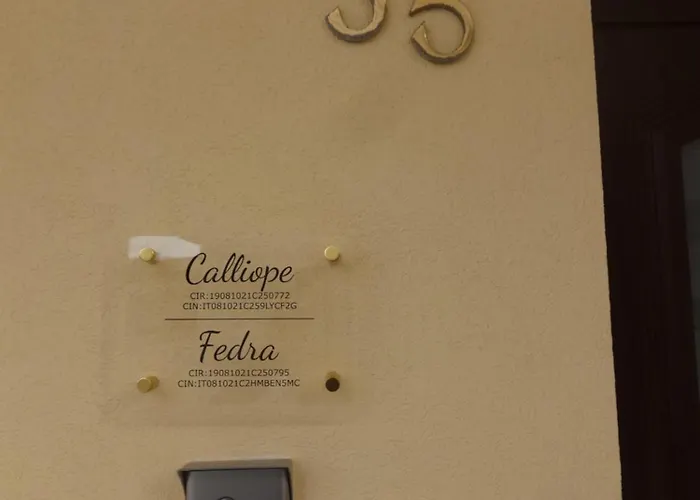 Calliope
CIR:19081021C250772
CIN:IT081021C259LYCF2G
Fedra
CIR:19081021C250795
CIN:IT081021C2HMBEN5MC